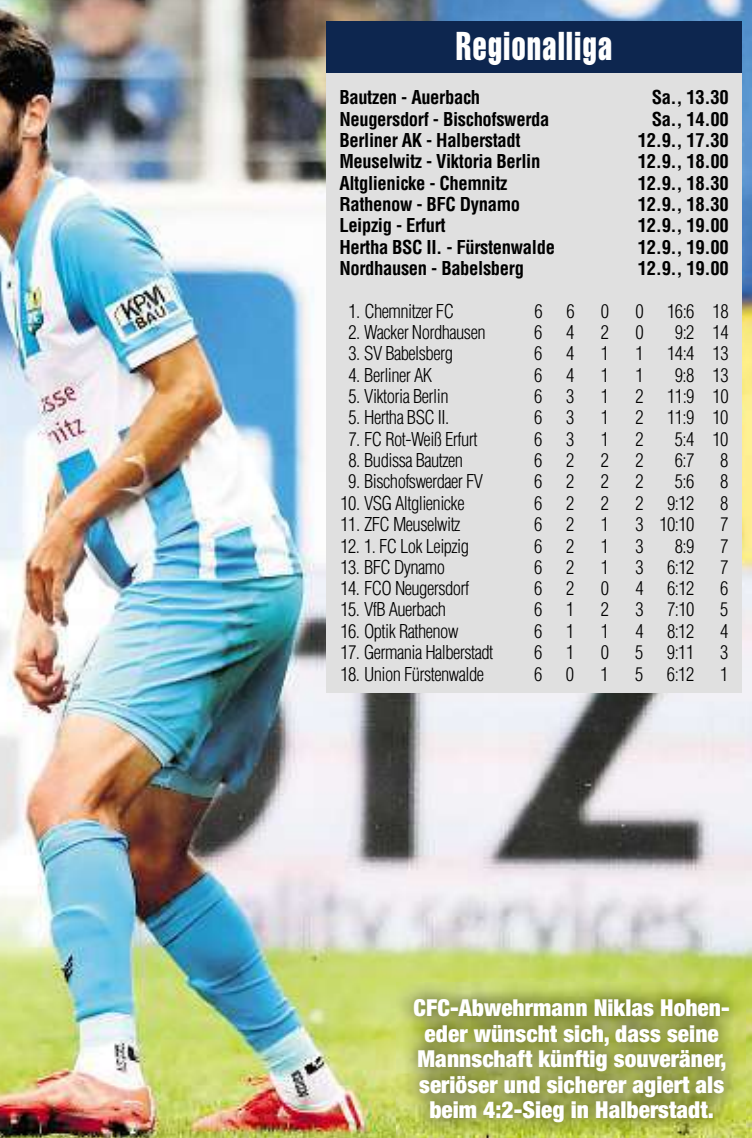 Regionalliga
Bautzen - Auerbach Sa., 13.30
Neugersdorf - Bischofswerda Sa., 14.00
Berliner AK - Halberstadt 12.9., 17.30
Meuselwitz - Viktoria Berlin 12.9., 18.00
Altglienicke - Chemnitz 12.9., 18.30
Rathenow - BFC Dynamo 12.9., 18.30
Leipzig - Erfurt 12.9., 19.00
Hertha BSC II. - Fürstenwalde 12.9., 19.00
Nordhausen - Babelsberg 12.9., 19.00
1. Chemnitzer FC 6 6 0 0 16:6 18
2. Wacker Nordhausen 6 4 2 0 9:2 14
3. SV Babelsberg 6 4 1 1 14:4 13
4. Berliner AK 6 4 1 1 9:8 13
5. Viktoria Berlin 6 3 1 2 11:9 10
5. Hertha BSC II. 6 3 1 2 11:9 10
7. FC Rot-Weiß Erfurt 6 3 1 2 5:4 10
8. Budissa Bautzen 6 2 2 2 6:7 8
9. Bischofswerdaer FV 6 2 2 2 5:6 8
10. VSG Altglienicke 6 2 2 2 9:12 8
11. ZFC Meuselwitz 6 2 1 3 10:10 7
12. 1. FC Lok Leipzig 6 2 1 3 8:9 7
13. BFC Dynamo 6 2 1 3 6:12 7
14. FCO Neugersdorf 6 2 0 4 6:12 6
15. VfB Auerbach 6 1 2 3 7:10 5
16. Optik Rathenow 6 1 1 4 8:12 4
17. Germania Halberstadt 6 1 0 5 9:11 3
18. Union Fürstenwalde 6 0 1 5 6:12 1
KPM
BAU
sse
nitz
TZ
ality services
CFC-Abwehrmann Niklas Hohen-
eder wünscht sich, dass seine
Mannschaft künftig souveräner,
seriöser und sicherer agiert als
beim 4:2-Sieg in Halberstadt.